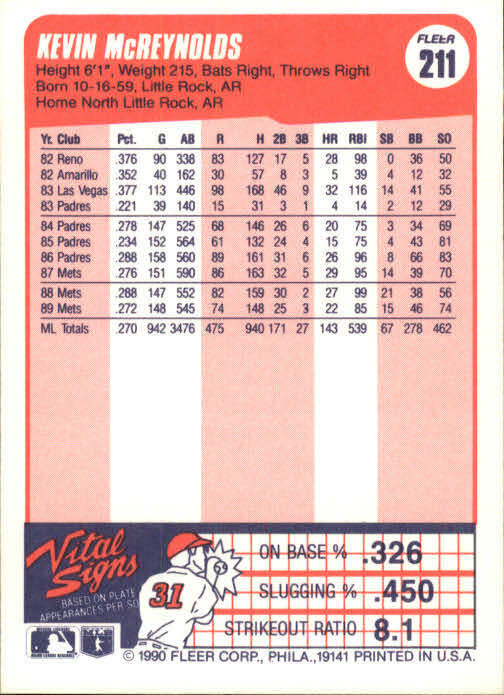 KEVIN McREYNOLDS
FLEER
211
Height 6'1", Weight 215, Bats Right, Throws Right
Born 10-16-59, Little Rock, AR
Home North Little Rock, AR
Yr. Club Pct. G AB R H 2B 3B HR RBI SB BB SO
82 Reno .376 90 338 83 127 17 5 28 98 0 36 50
82 Amarillo .352 40 162 30 57 8 3 5 39 4 12 32
83 Las Vegas .377 113 446 98 168 46 9 32 116 14 41 55
83 Padres .221 39 140 15 31 3 1 4 14 2 12 29
84 Padres .278 147 525 68 146 26 6 20 75 3 34 69
85 Padres .234 152 564 61 132 24 4 15 75 4 43 81
86 Padres .288 158 560 89 161 31 6 26 96 8 66 83
87 Mets .276 151 590 86 163 32 5 29 95 14 39 70
88 Mets .288 147 552 82 159 30 2 27 99 21 38 56
89 Mets .272 148 545 74 148 25 3 22 85 15 46 74
ML Totals .270 942 3476 475 940 171 27 143 539 67 278 462
Vital Signs
BASED ON PLATE
APPEARANCES PER SO
31
ON BASE % .326
SLUGGING % .450
STRIKEOUT RATIO 8.1
© 1990 FLEER CORP., PHILA.,19141 PRINTED IN U.S.A.